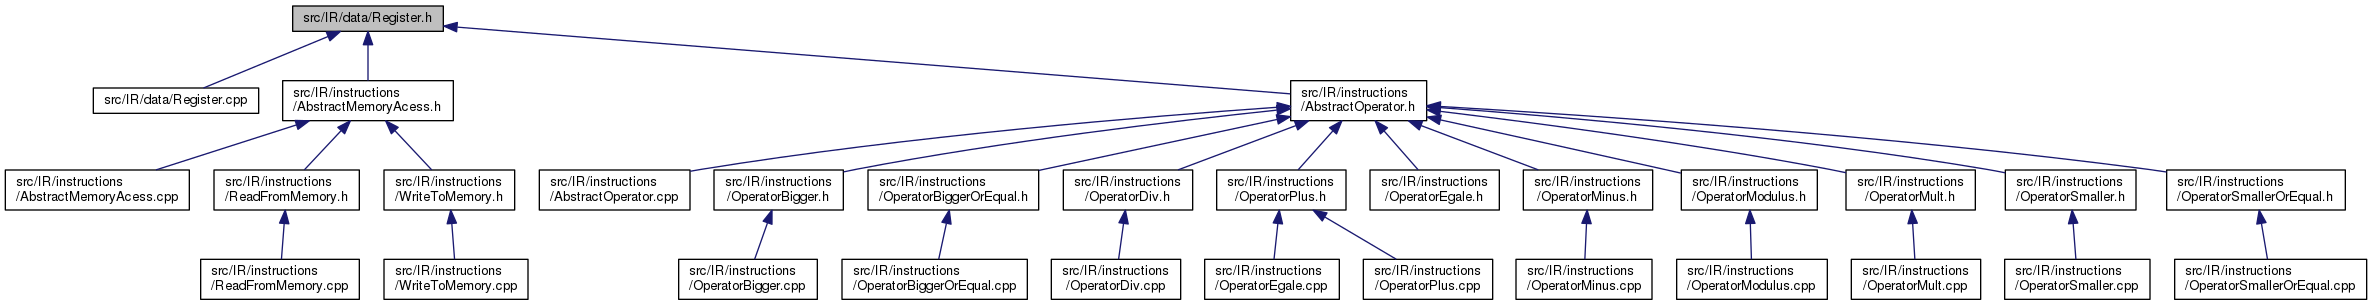 src/IR/data/Register.h
src/IR/data/Register.cpp
src/IR/instructions
/AbstractMemoryAcess.h
src/IR/instructions
/AbstractOperator.h
src/IR/instructions
/AbstractMemoryAcess.cpp
src/IR/instructions
/ReadFromMemory.h
src/IR/instructions
/WriteToMemory.h
src/IR/instructions
/AbstractOperator.cpp
src/IR/instructions
/OperatorBigger.h
src/IR/instructions
/OperatorBiggerOrEqual.h
src/IR/instructions
/OperatorDiv.h
src/IR/instructions
/OperatorPlus.h
src/IR/instructions
/OperatorEgale.h
src/IR/instructions
/OperatorMinus.h
src/IR/instructions
/OperatorModulus.h
src/IR/instructions
/OperatorMult.h
src/IR/instructions
/OperatorSmaller.h
src/IR/instructions
/OperatorSmallerOrEqual.h
src/IR/instructions
/ReadFromMemory.cpp
src/IR/instructions
/WriteToMemory.cpp
src/IR/instructions
/OperatorBigger.cpp
src/IR/instructions
/OperatorBiggerOrEqual.cpp
src/IR/instructions
/OperatorDiv.cpp
src/IR/instructions
/OperatorEgale.cpp
src/IR/instructions
/OperatorPlus.cpp
src/IR/instructions
/OperatorMinus.cpp
src/IR/instructions
/OperatorModulus.cpp
src/IR/instructions
/OperatorMult.cpp
src/IR/instructions
/OperatorSmaller.cpp
src/IR/instructions
/OperatorSmallerOrEqual.cpp